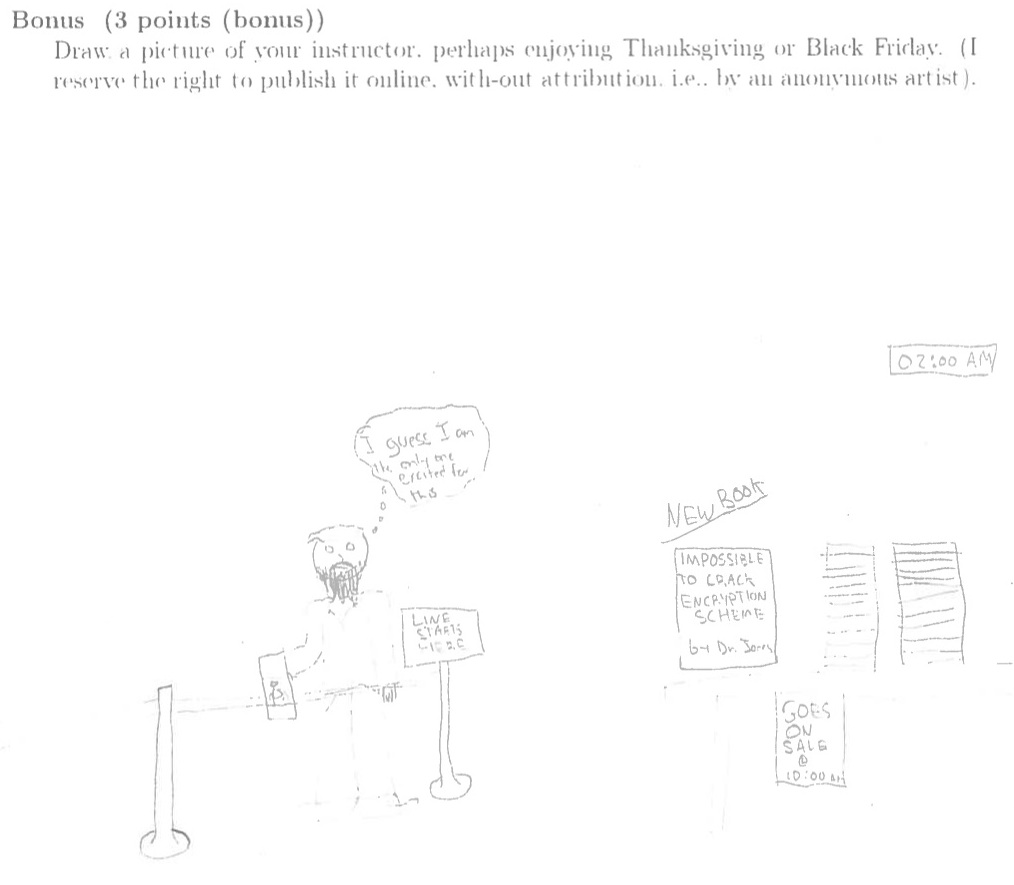 Bonus (3 points (bonus))
Draw a picture of your instructor, perhaps enjoying Thanksgiving or Black Friday. (I
reserve the right to publish it online, with-out attribution, i.e., by an anonymous artist).
02:00 AM
I guess I am
the only one
excited for
this
NEW BOOK
IMPOSSIBLE
TO CRACK
ENCRYPTION
SCHEME
by Dr.
LINE
STARTS
HERE
GOES
ON
SALE
@
10:00 AM